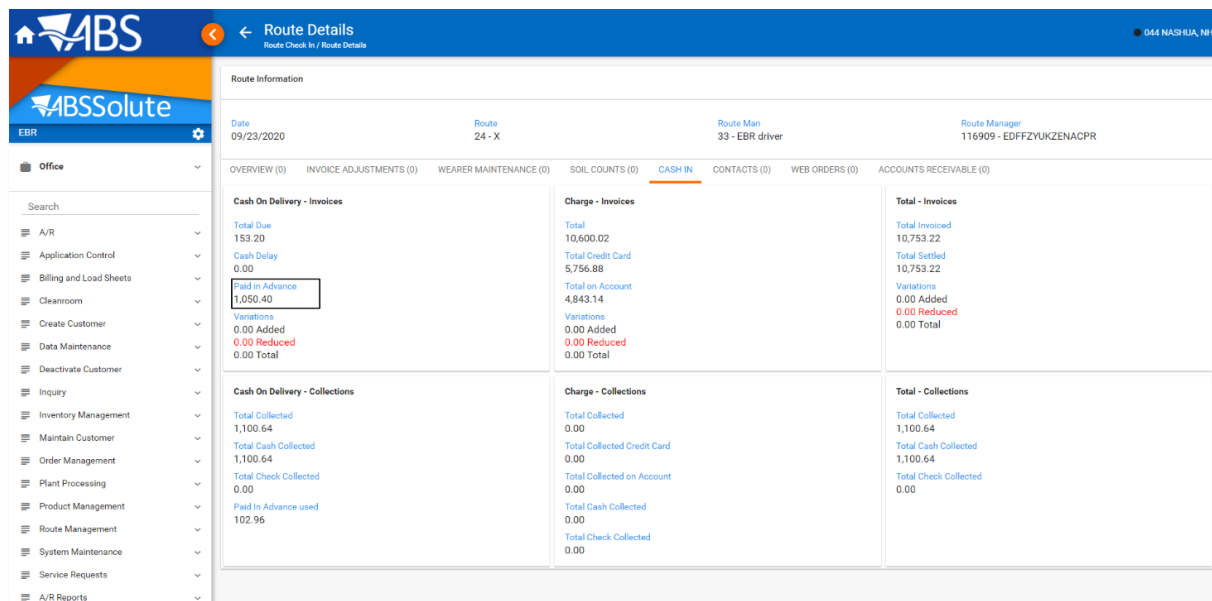 ABS
Route Details
Route Check In / Route Details
044 NASHUA, NH
ABSSolute
EBR
Office
Search
A/R
Application Control
Billing and Load Sheets
Cleanroom
Create Customer
Data Maintenance
Deactivate Customer
Inquiry
Inventory Management
Maintain Customer
Order Management
Plant Processing
Product Management
Route Management
System Maintenance
Service Requests
A/R Reports
Route Information
Date
09/23/2020
Route
24 - X
Route Man
33 - EBR driver
Route Manager
116909 - EDFFZYUKZENACPR
OVERVIEW (0) INVOICE ADJUSTMENTS (0) WEARER MAINTENANCE (0) SOIL COUNTS (0) CASH IN CONTACTS (0) WEB ORDERS (0) ACCOUNTS RECEIVABLE (0)
Cash On Delivery - Invoices
Total Due
153.20
Cash Delay
0.00
Paid in Advance
1,050.40
Variations
0.00 Added
0.00 Reduced
0.00 Total
Charge - Invoices
Total
10,600.02
Total Credit Card
5,756.88
Total on Account
4,843.14
Variations
0.00 Added
0.00 Reduced
0.00 Total
Total - Invoices
Total Invoiced
10,753.22
Total Settled
10,753.22
Variations
0.00 Added
0.00 Reduced
0.00 Total
Cash On Delivery - Collections
Total Collected
1,100.64
Total Cash Collected
1,100.64
Total Check Collected
0.00
Paid In Advance used
102.96
Charge - Collections
Total Collected
0.00
Total Collected Credit Card
0.00
Total Collected on Account
0.00
Total Cash Collected
0.00
Total Check Collected
0.00
Total - Collections
Total Collected
1,100.64
Total Cash Collected
1,100.64
Total Check Collected
0.00